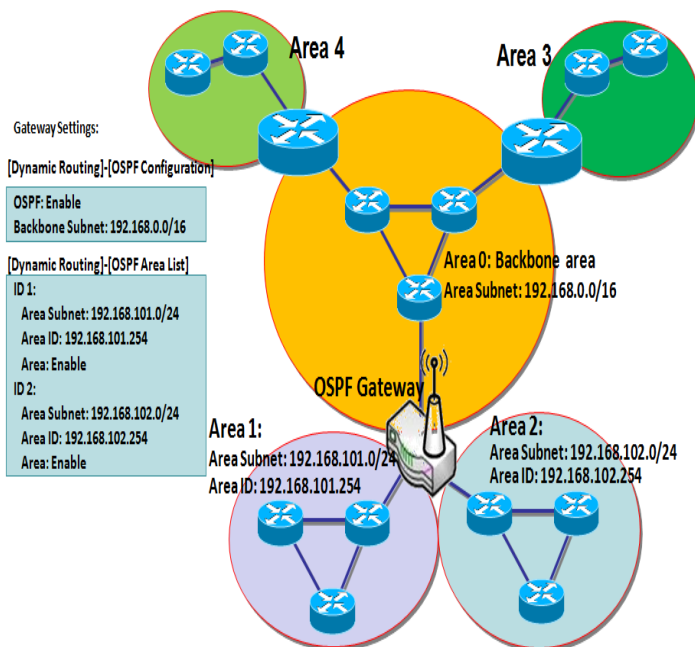 Area 4
Area 3
Gateway Settings:
[Dynamic Routing]-[OSPF Configuration]
OSPF: Enable
Backbone Subnet: 192.168.0.0/16
[Dynamic Routing]-[OSPF Area List]
ID 1:
Area Subnet: 192.168.101.0/24
Area ID: 192.168.101.254
Area: Enable
ID 2:
Area Subnet: 192.168.102.0/24
Area ID: 192.168.102.254
Area: Enable
Area 0: Backbone area
Area Subnet: 192.168.0.0/16
OSPF Gateway
Area 1:
Area Subnet: 192.168.101.0/24
Area ID: 192.168.101.254
Area 2:
Area Subnet: 192.168.102.0/24
Area ID: 192.168.102.254